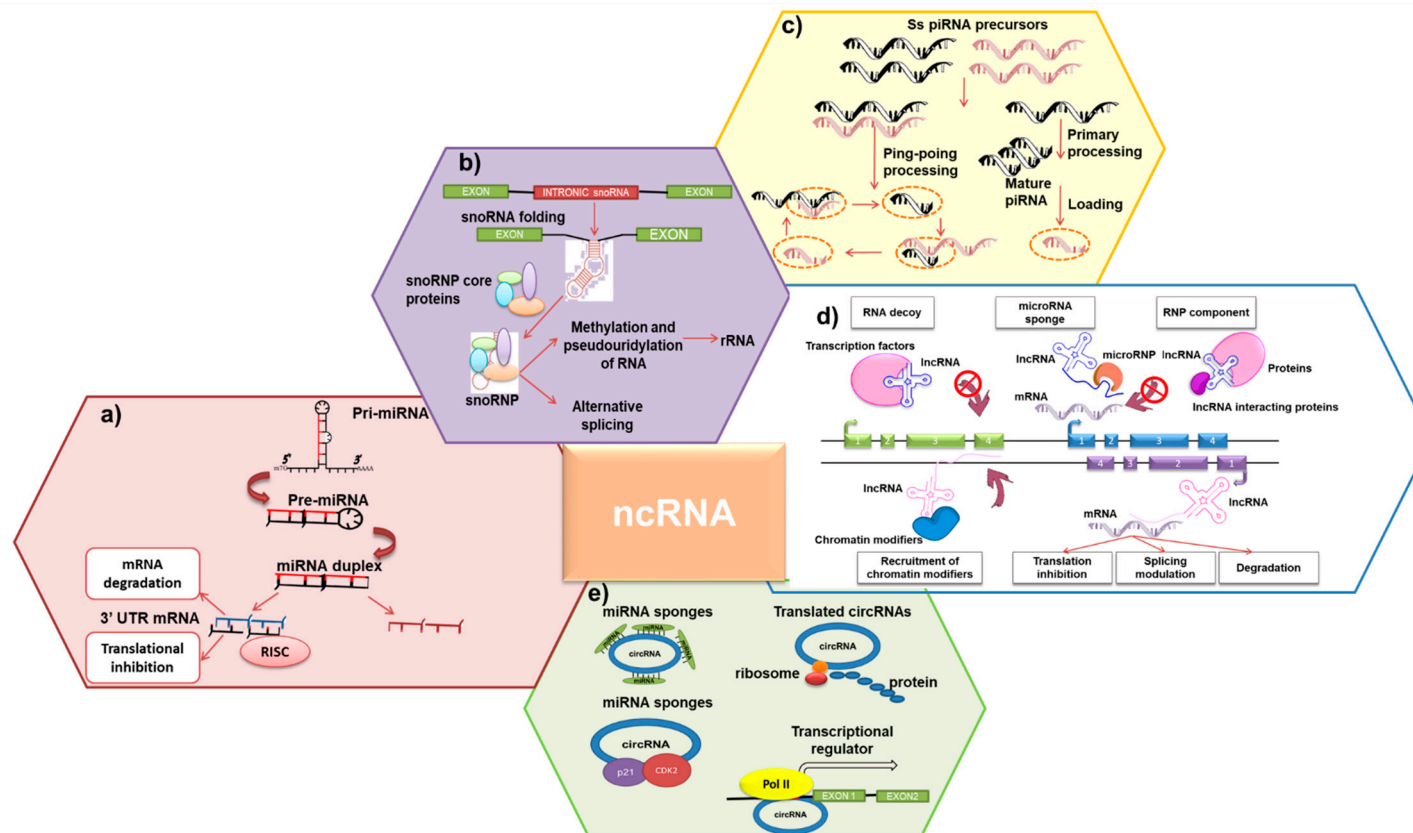 a)
Pri-miRNA
5'
3'
m7G
AAAA
Pre-miRNA
miRNA duplex
mRNA
degradation
3' UTR mRNA
Translational
inhibition
RISC
b)
EXON
INTRONIC snoRNA
EXON
snoRNA folding
EXON
EXON
snoRNP core
proteins
Methylation and
pseudouridylation
of RNA
rRNA
snoRNP
Alternative
splicing
c)
Ss piRNA precursors
Ping-poing
processing
Primary
processing
Mature
piRNA
Loading
d)
RNA decoy
microRNA
sponge
RNP component
Transcription factors
lncRNA
lncRNA
microRNP
mRNA
lncRNA
Proteins
lncRNA interacting proteins
1 2 3 4
1 2 3 4
4 3 2 1
lncRNA
Chromatin modifiers
lncRNA
mRNA
Recruitment of
chromatin modifiers
Translation
inhibition
Splicing
modulation
Degradation
ncRNA
e)
miRNA sponges
miRNA
miRNA
miRNA
circRNA
miRNA
Translated circRNAs
circRNA
ribosome
protein
miRNA sponges
circRNA
p21
CDK2
Transcriptional
regulator
Pol II
EXON 1
EXON2
circRNA